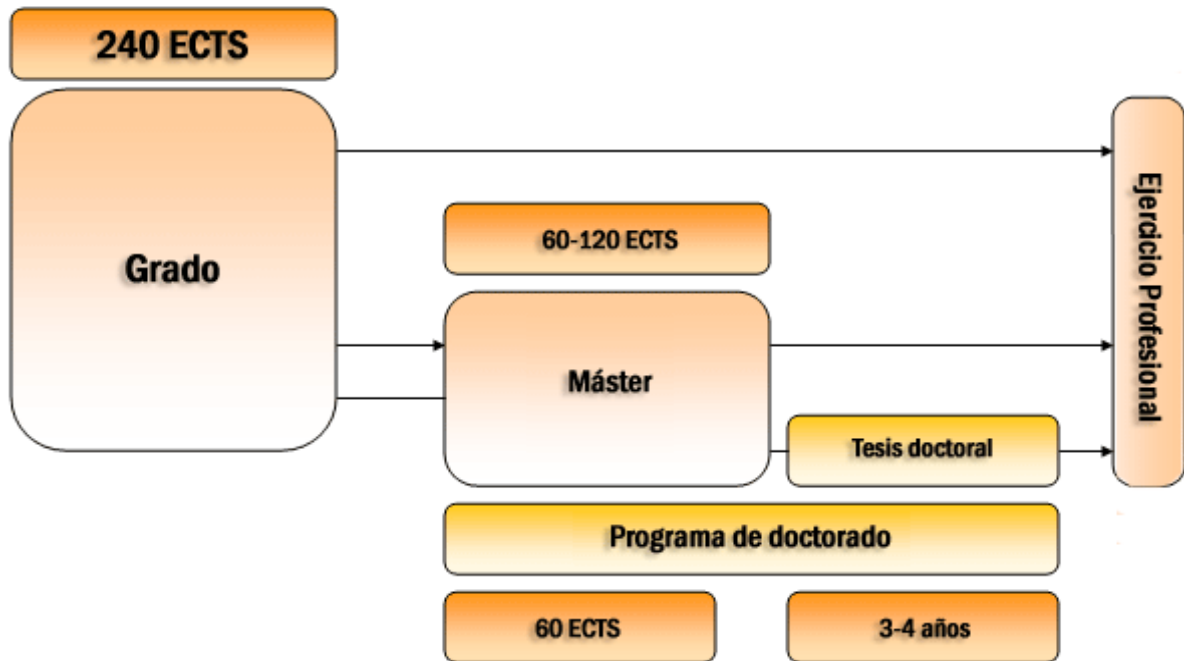 240 ECTS
Grado
60-120 ECTS
Máster
Tesis doctoral
Ejercicio Profesional
Programa de doctorado
60 ECTS
3-4 años